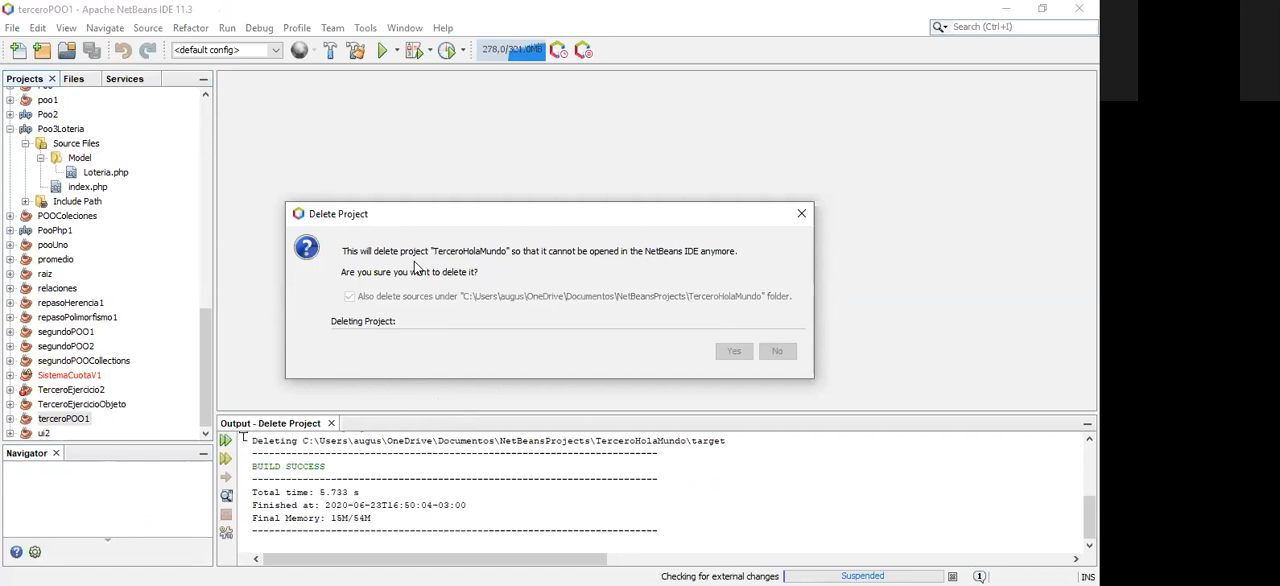 terceroPOO1 - Apache NetBeans IDE 11.3
File Edit View Navigate Source Refactor Run Debug Profile Team Tools Window Help
Search (Ctrl+I)
<default config>
278,0/301,0MB
Projects
Files
Services
poo1
Poo2
Poo3Loteria
Source Files
Model
Loteria.php
index.php
Include Path
POOColeciones
PooPhp1
pooUno
promedio
raiz
relaciones
repasoHerencia1
repasoPolimorfismo1
segundoPOO1
segundoPOO2
segundoPOOCollections
SistemaCuotaV1
TerceroEjercicio2
TerceroEjercicioObjeto
terceroPOO1
ui2
Navigator
Delete Project
This will delete project "TerceroHolaMundo" so that it cannot be opened in the NetBeans IDE anymore.
Are you sure you want to delete it?
Also delete sources under "C:\Users\augus\OneDrive\Documentos\NetBeansProjects\TerceroHolaMundo" folder.
Deleting Project:
Yes No
Output - Delete Project
Deleting C:\Users\augus\OneDrive\Documentos\NetBeansProjects\TerceroHolaMundo\target
------------------------------------------------------------------------
BUILD SUCCESS
------------------------------------------------------------------------
Total time: 5.733 s
Finished at: 2020-06-23T16:50:04-03:00
Final Memory: 15M/54M
------------------------------------------------------------------------
Checking for external changes
Suspended
1
INS